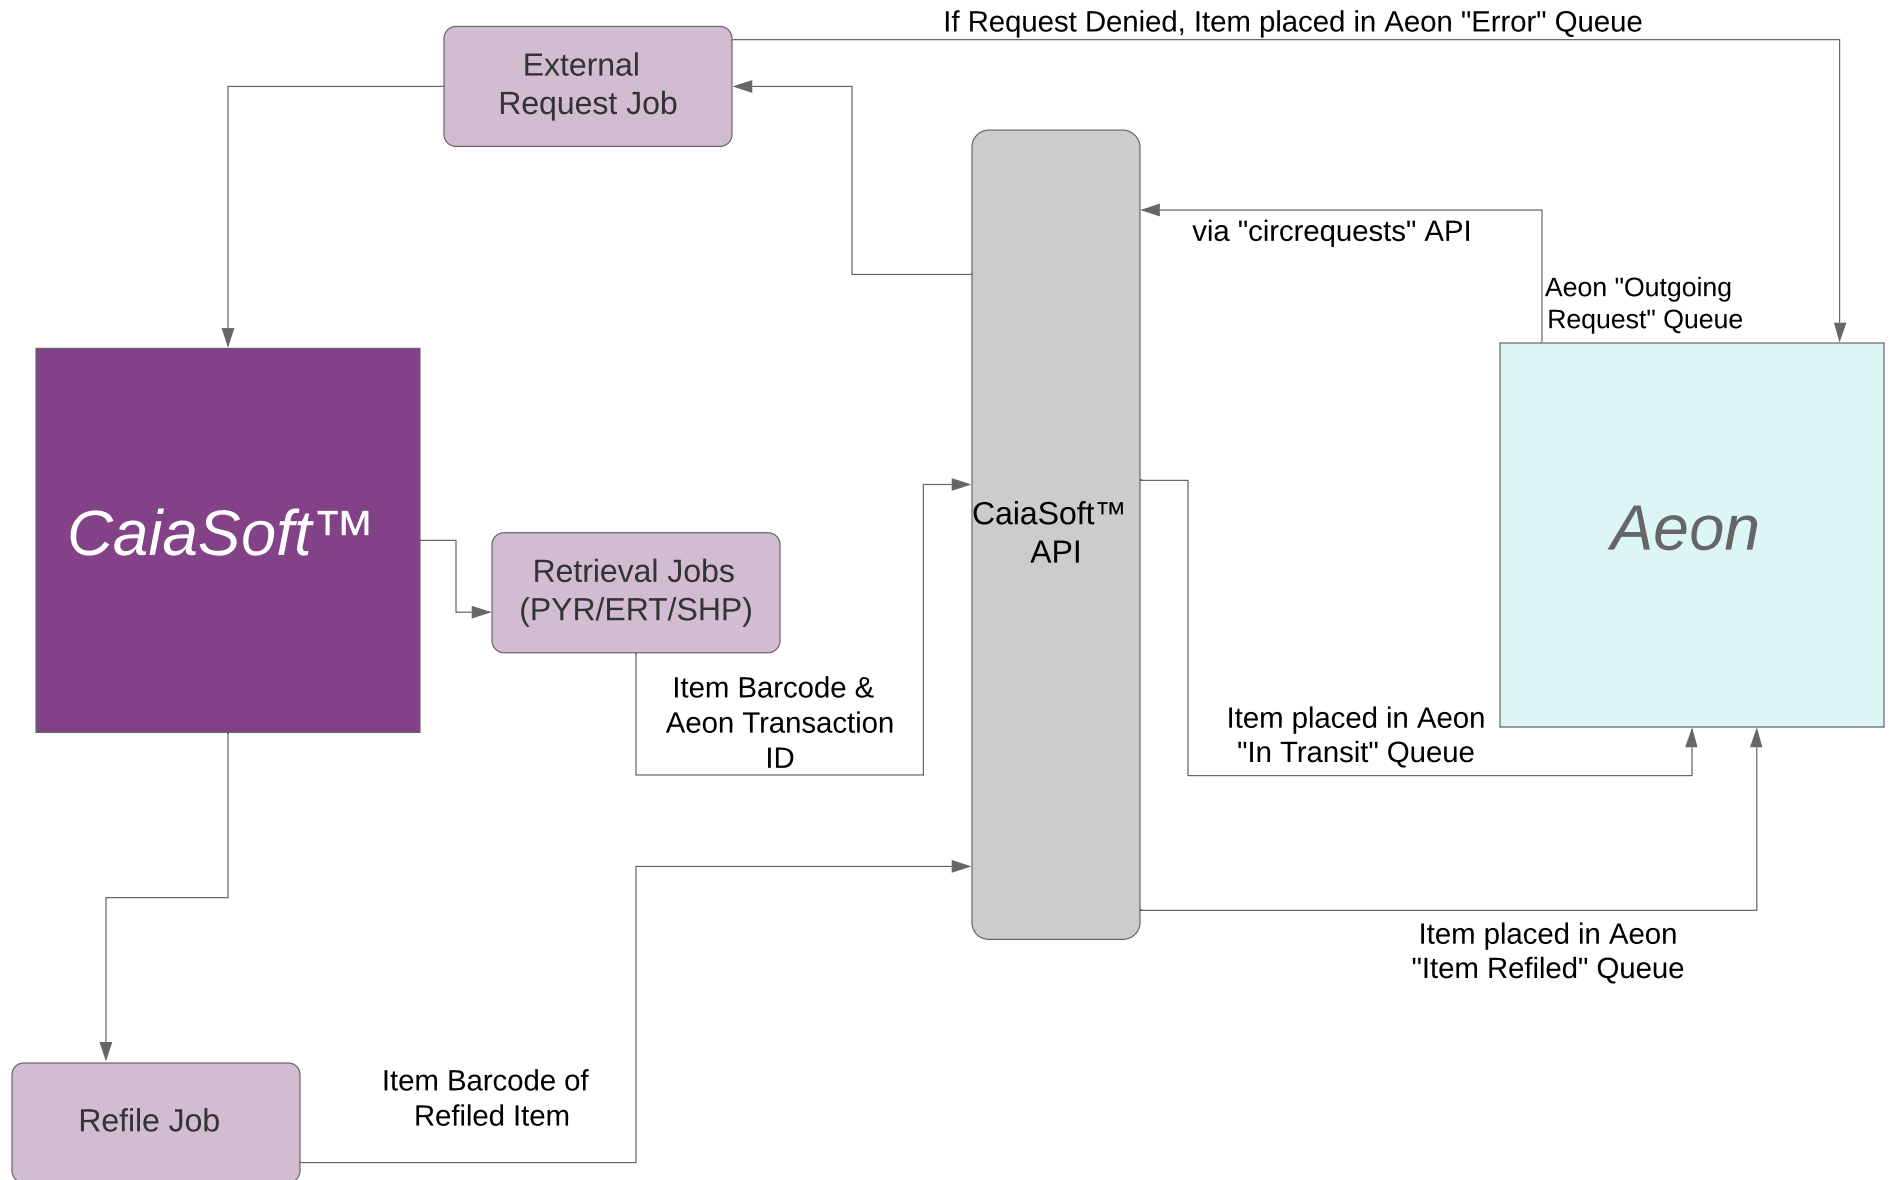 If Request Denied, Item placed in Aeon "Error" Queue
External
Request Job
via "circrequests" API
Aeon "Outgoing
Request" Queue
CaiaSoft™
Retrieval Jobs
(PYR/ERT/SHP)
CaiaSoft™
API
Aeon
Item Barcode &
Aeon Transaction
ID
Item placed in Aeon
"In Transit" Queue
Item placed in Aeon
"Item Refiled" Queue
Item Barcode of
Refiled Item
Refile Job